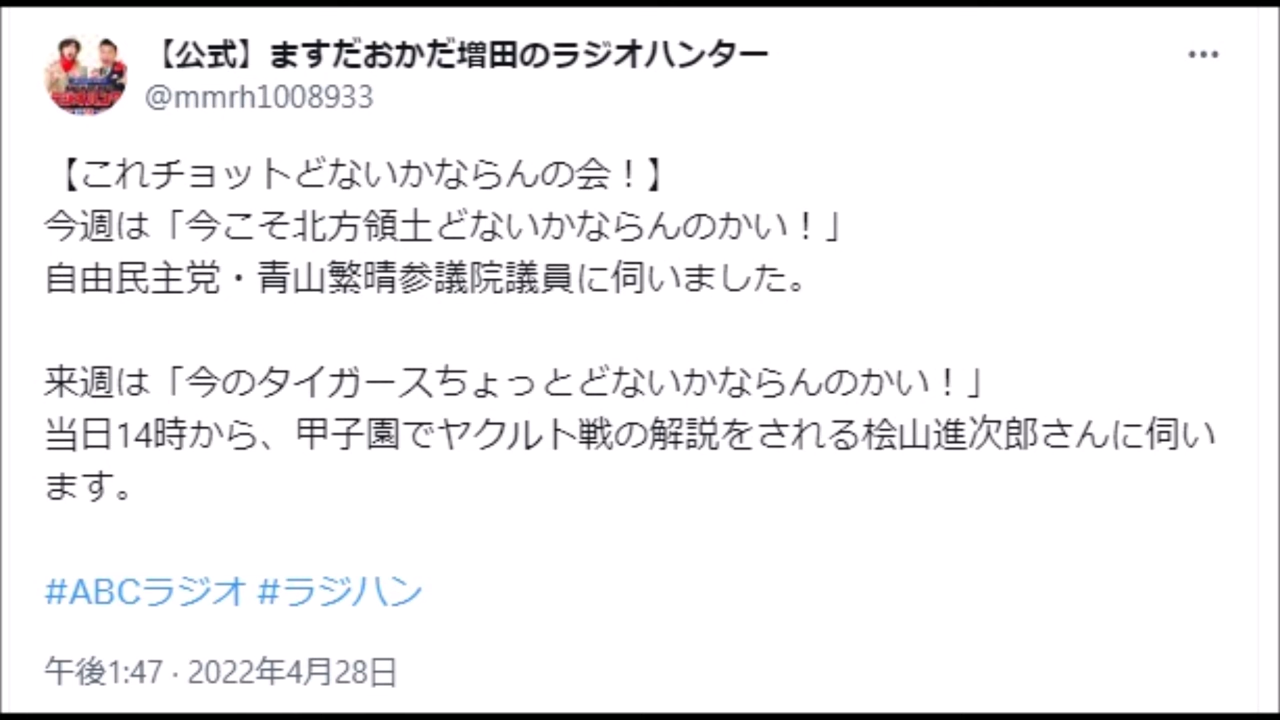 【公式】ますだおかだ増田のラジオハンター
@mmrh1008933
【これチョットどないかならんの会！】
今週は「今こそ北方領土どないかならんのかい！」
自由民主党・青山繁晴参議院議員に伺いました。
来週は「今のタイガースちょっとどないかならんのかい！」
当日14時から、甲子園でヤクルト戦の解説をされる桧山進次郎さんに伺い
ます。
#ABCラジオ #ラジハン
午後1:47 · 2022年4月28日